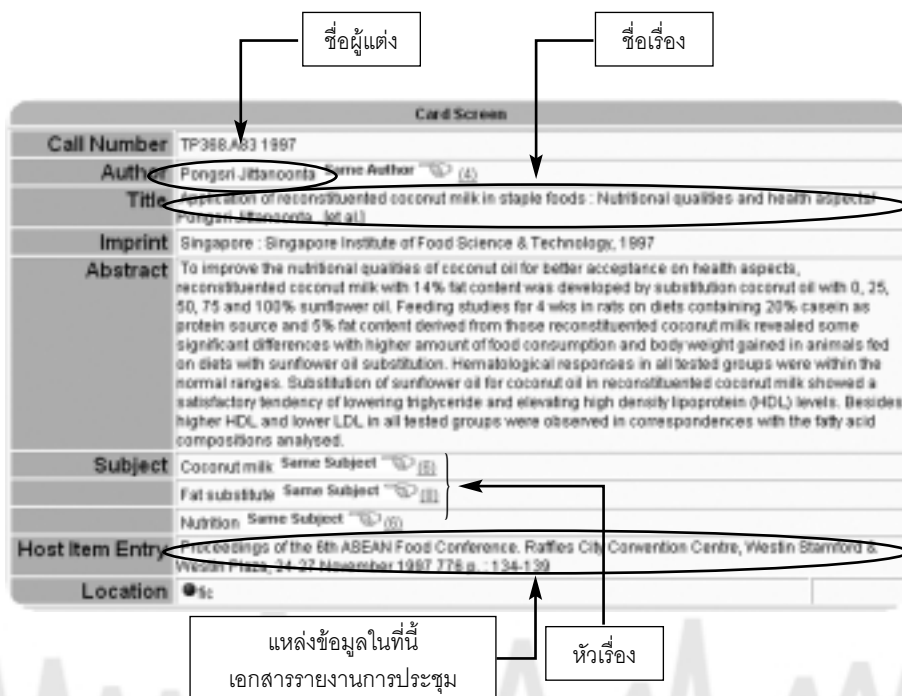 ชื่อผู้แต่ง
ชื่อเรื่อง
Card Screen
Call Number TP368.A83 1997
Author Pongsri Jittanoonta Same Author (4)
Title Application of reconstituented coconut milk in staple foods : Nutritional qualities and health aspects/
Pongsri Jittanoonta...[et al.]
Imprint Singapore : Singapore Institute of Food Science & Technology, 1997
Abstract To improve the nutritional qualities of coconut oil for better acceptance on health aspects,
reconstituented coconut milk with 14% fat content was developed by substitution coconut oil with 0, 25,
50, 75 and 100% sunflower oil. Feeding studies for 4 wks in rats on diets containing 20% casein as
protein source and 5% fat content derived from those reconstituented coconut milk revealed some
significant differences with higher amount of food consumption and body weight gained in animals fed
on diets with sunflower oil substitution. Hematological responses in all tested groups were within the
normal ranges. Substitution of sunflower oil for coconut oil in reconstituented coconut milk showed a
satisfactory tendency of lowering triglyceride and elevating high density lipoprotein (HDL) levels. Besides
higher HDL and lower LDL in all tested groups were observed in correspondences with the fatty acid
compositions analysed.
Subject Coconut milk Same Subject
Fat substitute Same Subject
Nutrition Same Subject (6)
Host Item Entry Proceedings of the 6th ASEAN Food Conference. Raffles City Convention Centre, Westin Stamford &
Westin Plaza, 24-27 November 1997 776 p. : 134-139
Location
แหล่งข้อมูลในที่นี้
เอกสารรายงานการประชุม
หัวเรื่อง